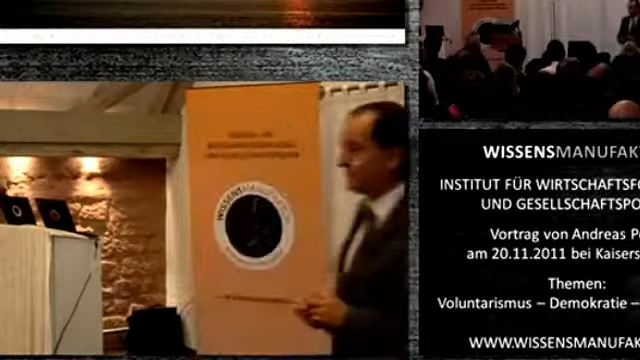 WISSENSMANUFAK
INSTITUT FÜR WIRTSCHAFTSFO
UND GESELLSCHAFTSPO
Vortrag von Andreas P
am 20.11.2011 bei Kaisers
Themen:
Voluntarismus – Demokratie –
WWW.WISSENSMANUFAK
WISSENSMANUFAKTUR